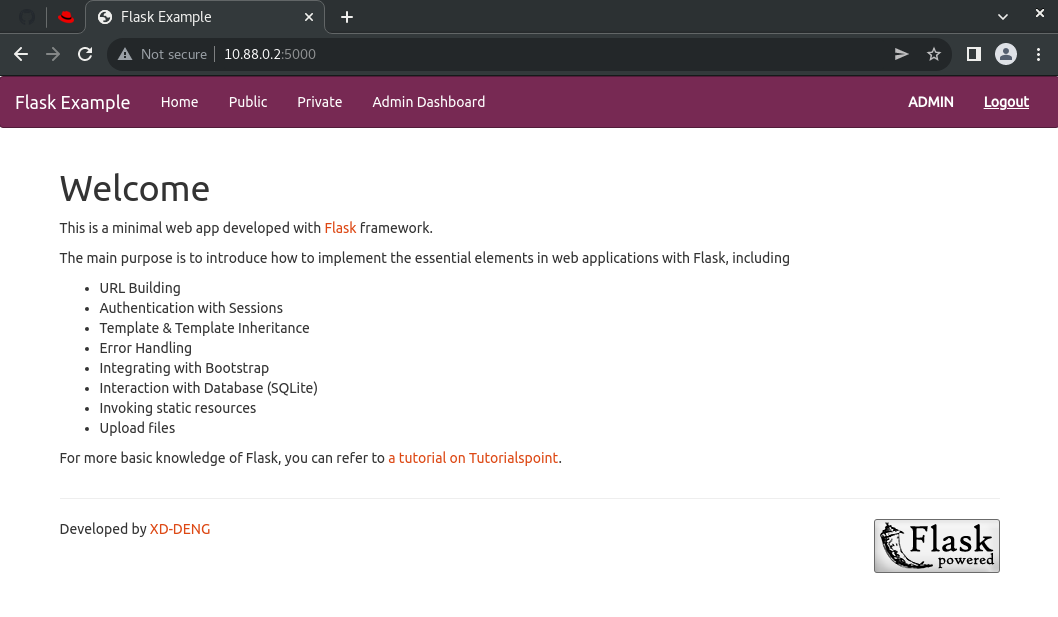 Flask Example
Not secure 10.88.0.2:5000
Flask Example Home Public Private Admin Dashboard ADMIN Logout
Welcome
This is a minimal web app developed with Flask framework.
The main purpose is to introduce how to implement the essential elements in web applications with Flask, including
URL Building
Authentication with Sessions
Template & Template Inheritance
Error Handling
Integrating with Bootstrap
Interaction with Database (SQLite)
Invoking static resources
Upload files
For more basic knowledge of Flask, you can refer to a tutorial on Tutorialspoint.
Developed by XD-DENG
Flask
powered